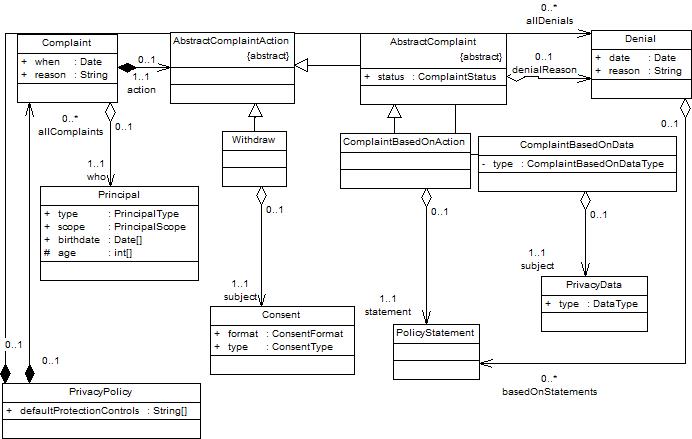 0..*
allDenials
Complaint
+ when : Date
+ reason : String
0..1
1..1
action
AbstractComplaintAction
{abstract}
AbstractComplaint
{abstract}
+ status : ComplaintStatus
0..1
denialReason
Denial
+ date : Date
+ reason : String
0..*
allComplaints
0..1
Withdraw
ComplaintBasedOnAction
ComplaintBasedOnData
- type : ComplaintBasedOnDataType
0..1
1..1
who
Principal
+ type : PrincipalType
+ scope : PrincipalScope
+ birthdate : Date[]
# age : int[]
0..1
0..1
0..1
1..1
subject
1..1
subject
1..1
statement
Consent
+ format : ConsentFormat
+ type : ConsentType
PolicyStatement
PrivacyData
+ type : DataType
0..1
0..1
0..*
basedOnStatements
PrivacyPolicy
+ defaultProtectionControls : String[]